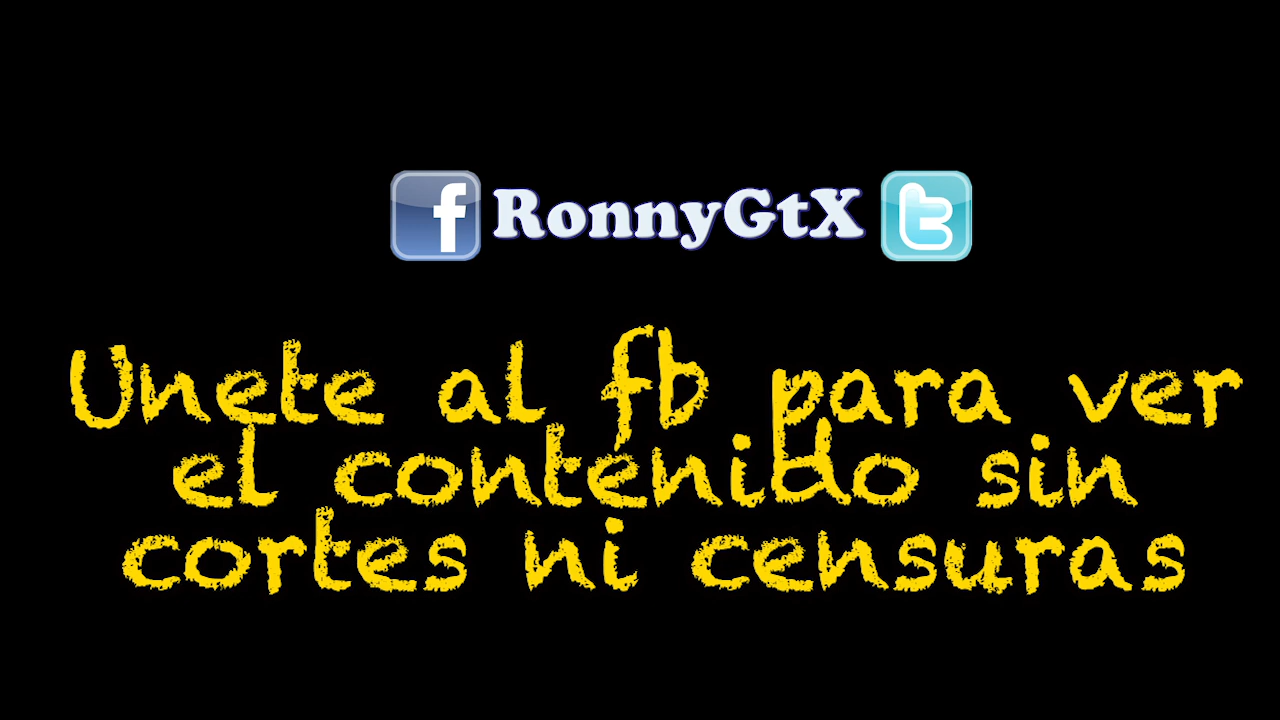 RonnyGtX
Unete al fb para ver
el contenido sin
cortes ni censuras